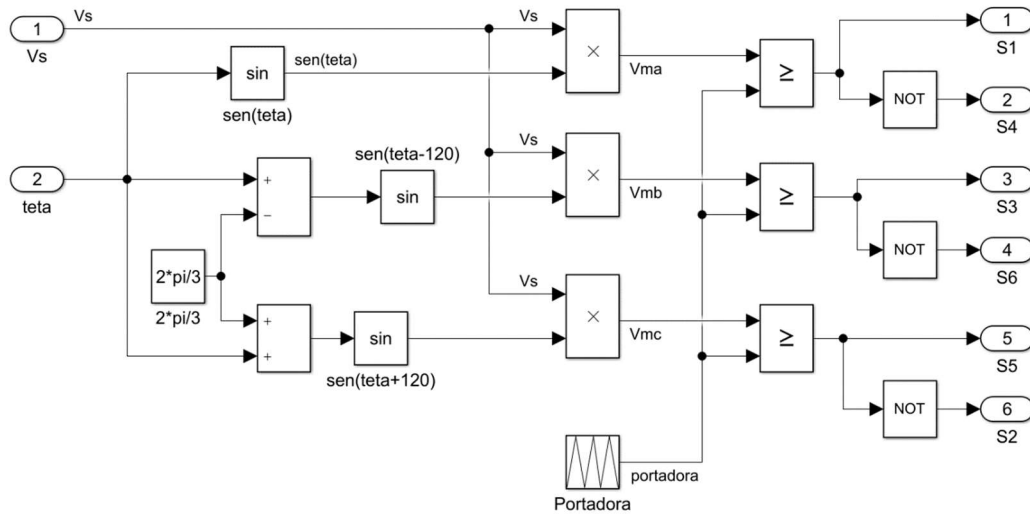 Vs
Vs
1
1
Vs
sen(teta)
×
Vma
≥
S1
sin
NOT
2
sen(teta)
S4
sen(teta-120)
Vs
2
+
×
Vmb
≥
3
teta
sin
S3
−
NOT
4
S6
2*pi/3
2*pi/3
Vs
+
+
sin
×
Vmc
≥
5
S5
sen(teta+120)
NOT
6
S2
portadora
Portadora